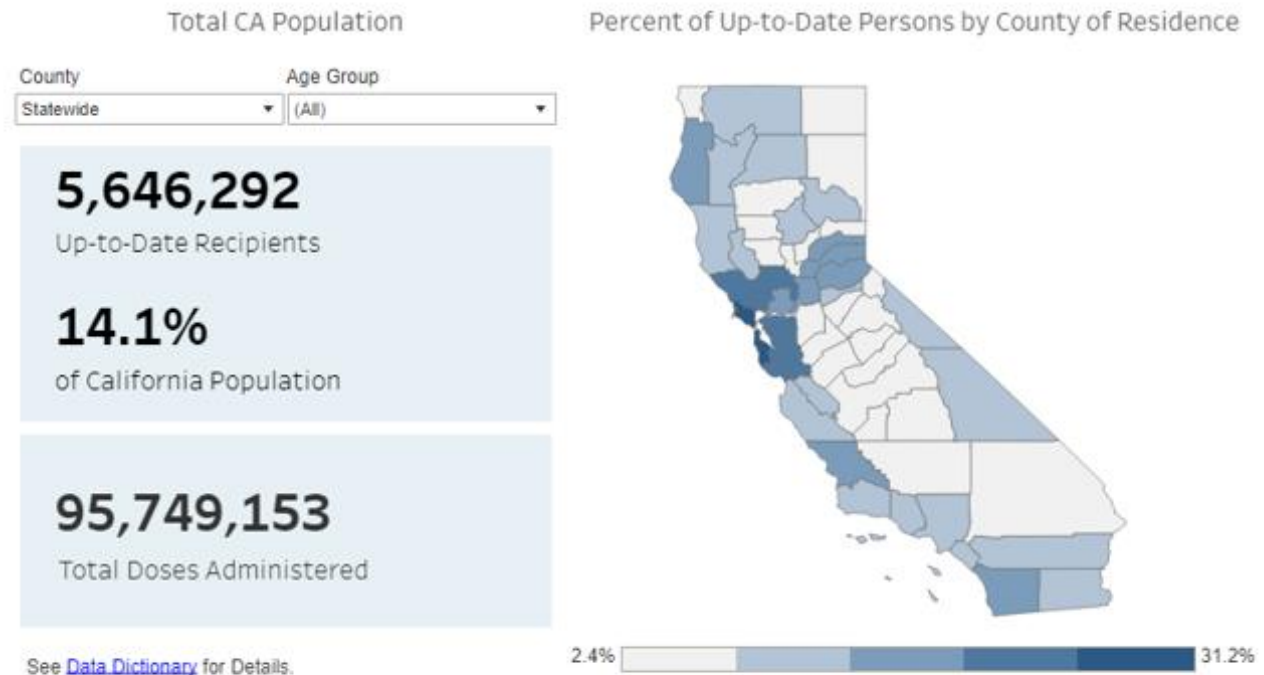 Total CA Population
Percent of Up-to-Date Persons by County of Residence
County
Age Group
Statewide
(All)
5,646,292
Up-to-Date Recipients
14.1%
of California Population
95,749,153
Total Doses Administered
See Data Dictionary for Details.
2.4%
31.2%